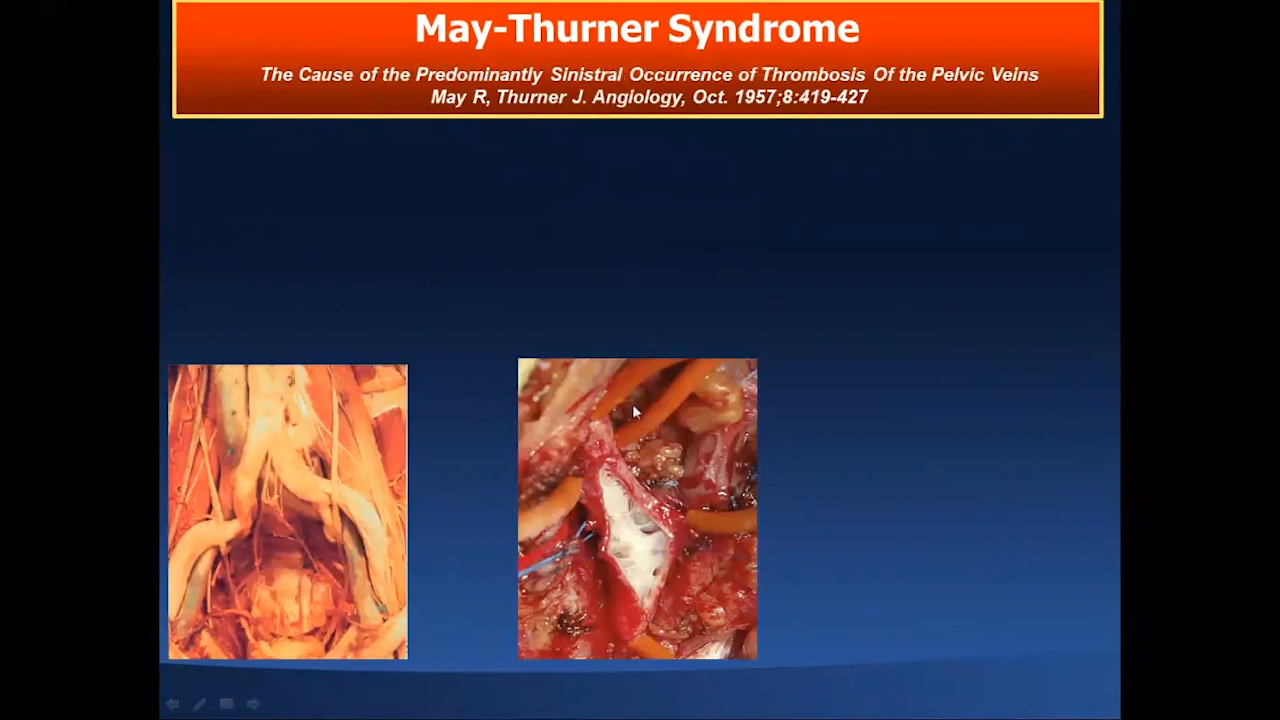 May-Thurner Syndrome
The Cause of the Predominantly Sinistral Occurrence of Thrombosis Of the Pelvic Veins
May R, Thurner J. Angiology, Oct. 1957;8:419-427